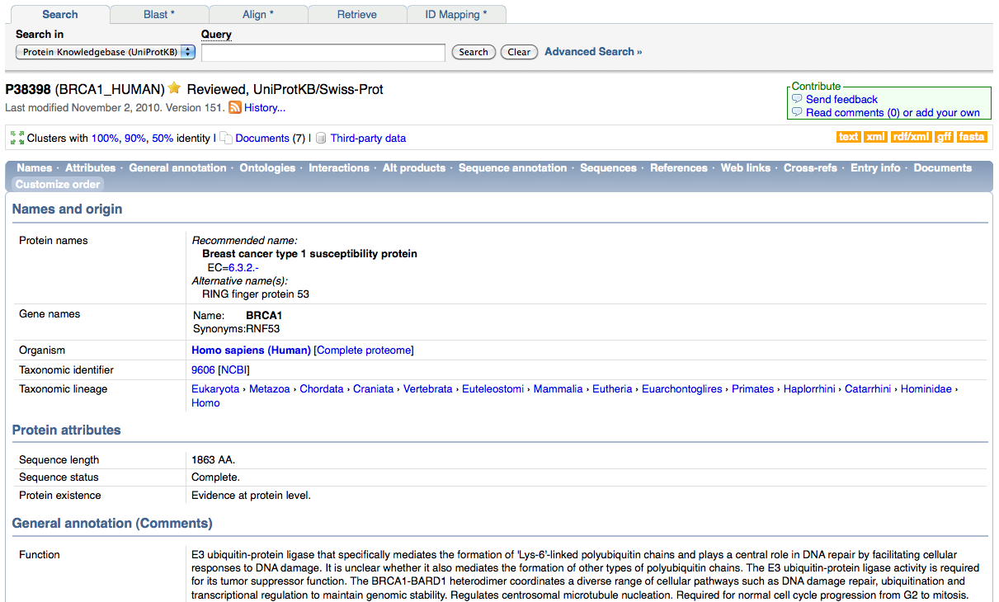 Search Blast * Align * Retrieve ID Mapping *
Search in Query
Protein Knowledgebase (UniProtKB) Search Clear Advanced Search »
P38398 (BRCA1_HUMAN) Reviewed, UniProtKB/Swiss-Prot
Last modified November 2, 2010. Version 151. History...
Contribute
Send feedback
Read comments (0) or add your own
Clusters with 100%, 90%, 50% identity | Documents (7) | Third-party data text xml rdf/xml gff fasta
Names · Attributes · General annotation · Ontologies · Interactions · Alt products · Sequence annotation · Sequences · References · Web links · Cross-refs · Entry info · Documents
Customize order
Names and origin
Protein names Recommended name:
Breast cancer type 1 susceptibility protein
EC=6.3.2.-
Alternative name(s):
RING finger protein 53
Gene names Name: BRCA1
Synonyms:RNF53
Organism Homo sapiens (Human) [Complete proteome]
Taxonomic identifier 9606 [NCBI]
Taxonomic lineage Eukaryota › Metazoa › Chordata › Craniata › Vertebrata › Euteleostomi › Mammalia › Eutheria › Euarchontoglires › Primates › Haplorrhini › Catarrhini › Hominidae ›
Homo
Protein attributes
Sequence length 1863 AA.
Sequence status Complete.
Protein existence Evidence at protein level.
General annotation (Comments)
Function E3 ubiquitin-protein ligase that specifically mediates the formation of 'Lys-6'-linked polyubiquitin chains and plays a central role in DNA repair by facilitating cellular
responses to DNA damage. It is unclear whether it also mediates the formation of other types of polyubiquitin chains. The E3 ubiquitin-protein ligase activity is required
for its tumor suppressor function. The BRCA1-BARD1 heterodimer coordinates a diverse range of cellular pathways such as DNA damage repair, ubiquitination and
transcriptional regulation to maintain genomic stability. Regulates centrosomal microtubule nucleation. Required for normal cell cycle progression from G2 to mitosis.